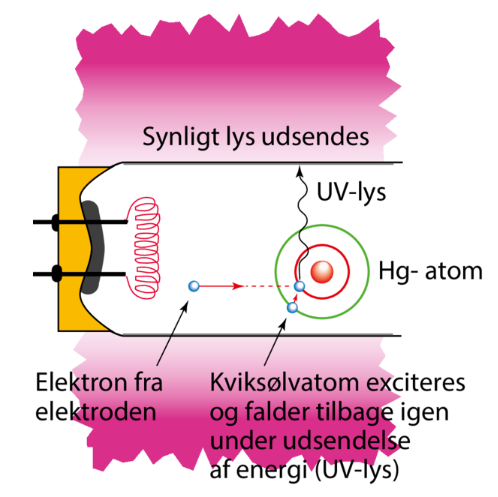 Synligt lys udsendes
UV-lys
Hg- atom
Elektron fra
elektroden
Kviksølvatom exciteres
og falder tilbage igen
under udsendelse
af energi (UV-lys)